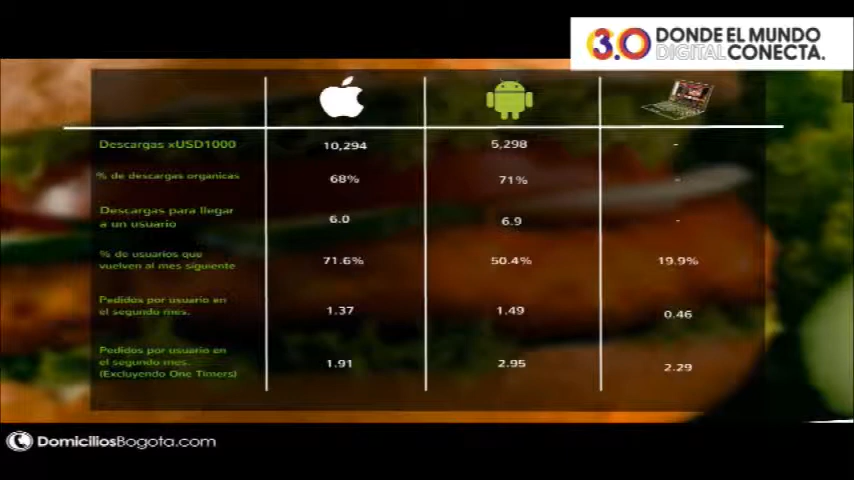 3.0 DONDE EL MUNDO
DIGITAL CONECTA.
Descargas xUSD1000 10,294 5,298 -
% de descargas organicas 68% 71% -
Descargas para llegar
a un usuario 6.0 6.9 -
% de usuarios que
vuelven al mes siguiente 71.6% 50.4% 19.9%
Pedidos por usuario en
el segundo mes. 1.37 1.49 0.46
Pedidos por usuario en
el segundo mes.
(Excluyendo One Timers) 1.91 2.95 2.29
DomiciliosBogota.com